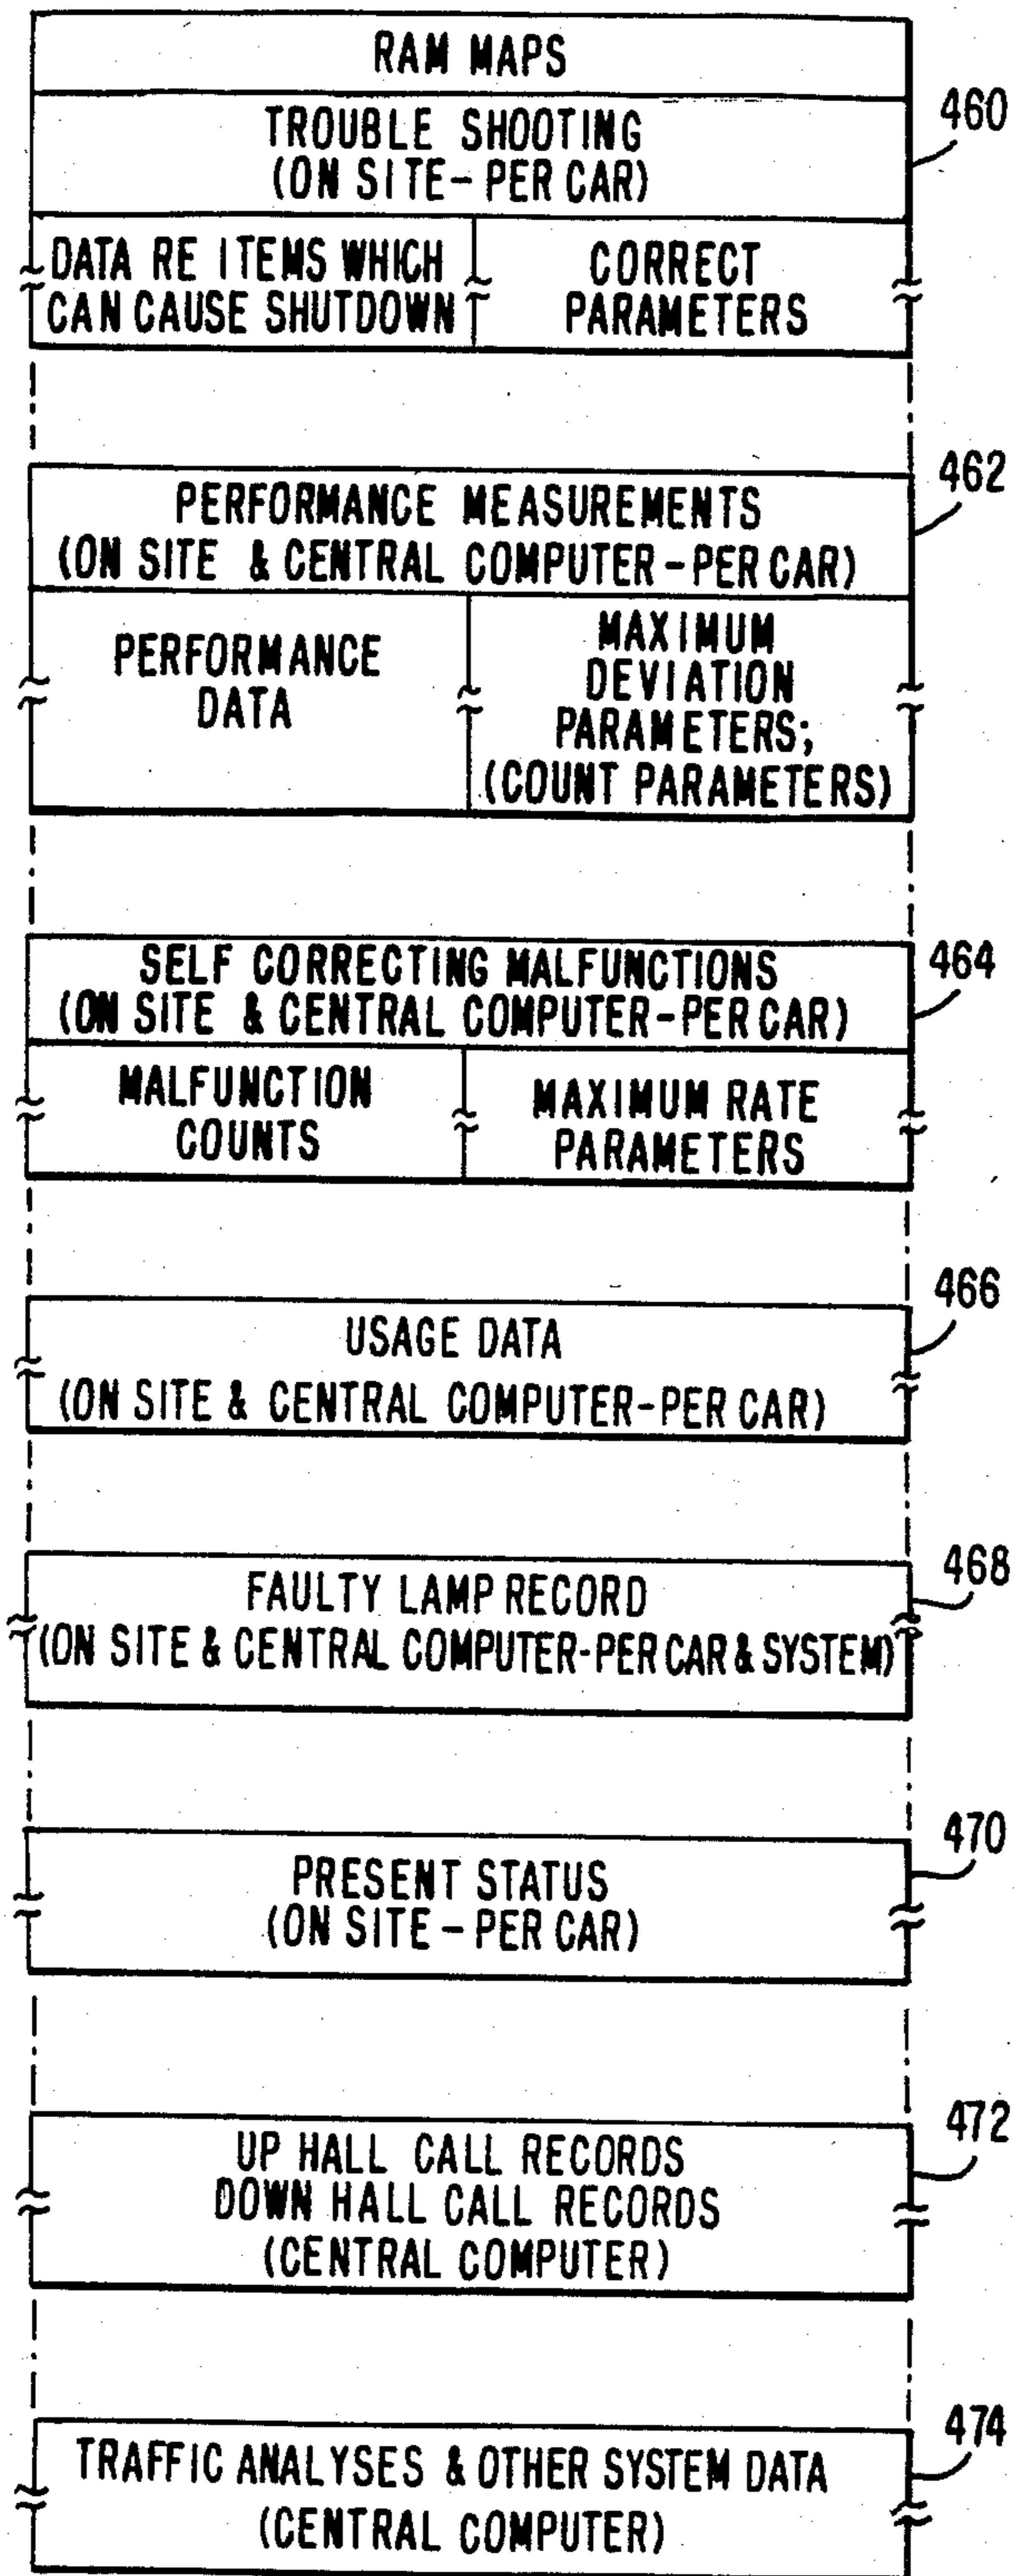 RAM MAPS
460
TROUBLE SHOOTING
(ON SITE - PER CAR)
DATA RE ITEMS WHICH
CAN CAUSE SHUTDOWN
CORRECT
PARAMETERS
462
PERFORMANCE MEASUREMENTS
(ON SITE & CENTRAL COMPUTER - PER CAR)
PERFORMANCE
DATA
MAXIMUM
DEVIATION
PARAMETERS;
(COUNT PARAMETERS)
464
SELF CORRECTING MALFUNCTIONS
(ON SITE & CENTRAL COMPUTER - PER CAR)
MALFUNCTION
COUNTS
MAXIMUM RATE
PARAMETERS
466
USAGE DATA
(ON SITE & CENTRAL COMPUTER - PER CAR)
468
FAULTY LAMP RECORD
(ON SITE & CENTRAL COMPUTER - PER CAR & SYSTEM)
470
PRESENT STATUS
(ON SITE - PER CAR)
472
UP HALL CALL RECORDS
DOWN HALL CALL RECORDS
(CENTRAL COMPUTER)
474
TRAFFIC ANALYSES & OTHER SYSTEM DATA
(CENTRAL COMPUTER)